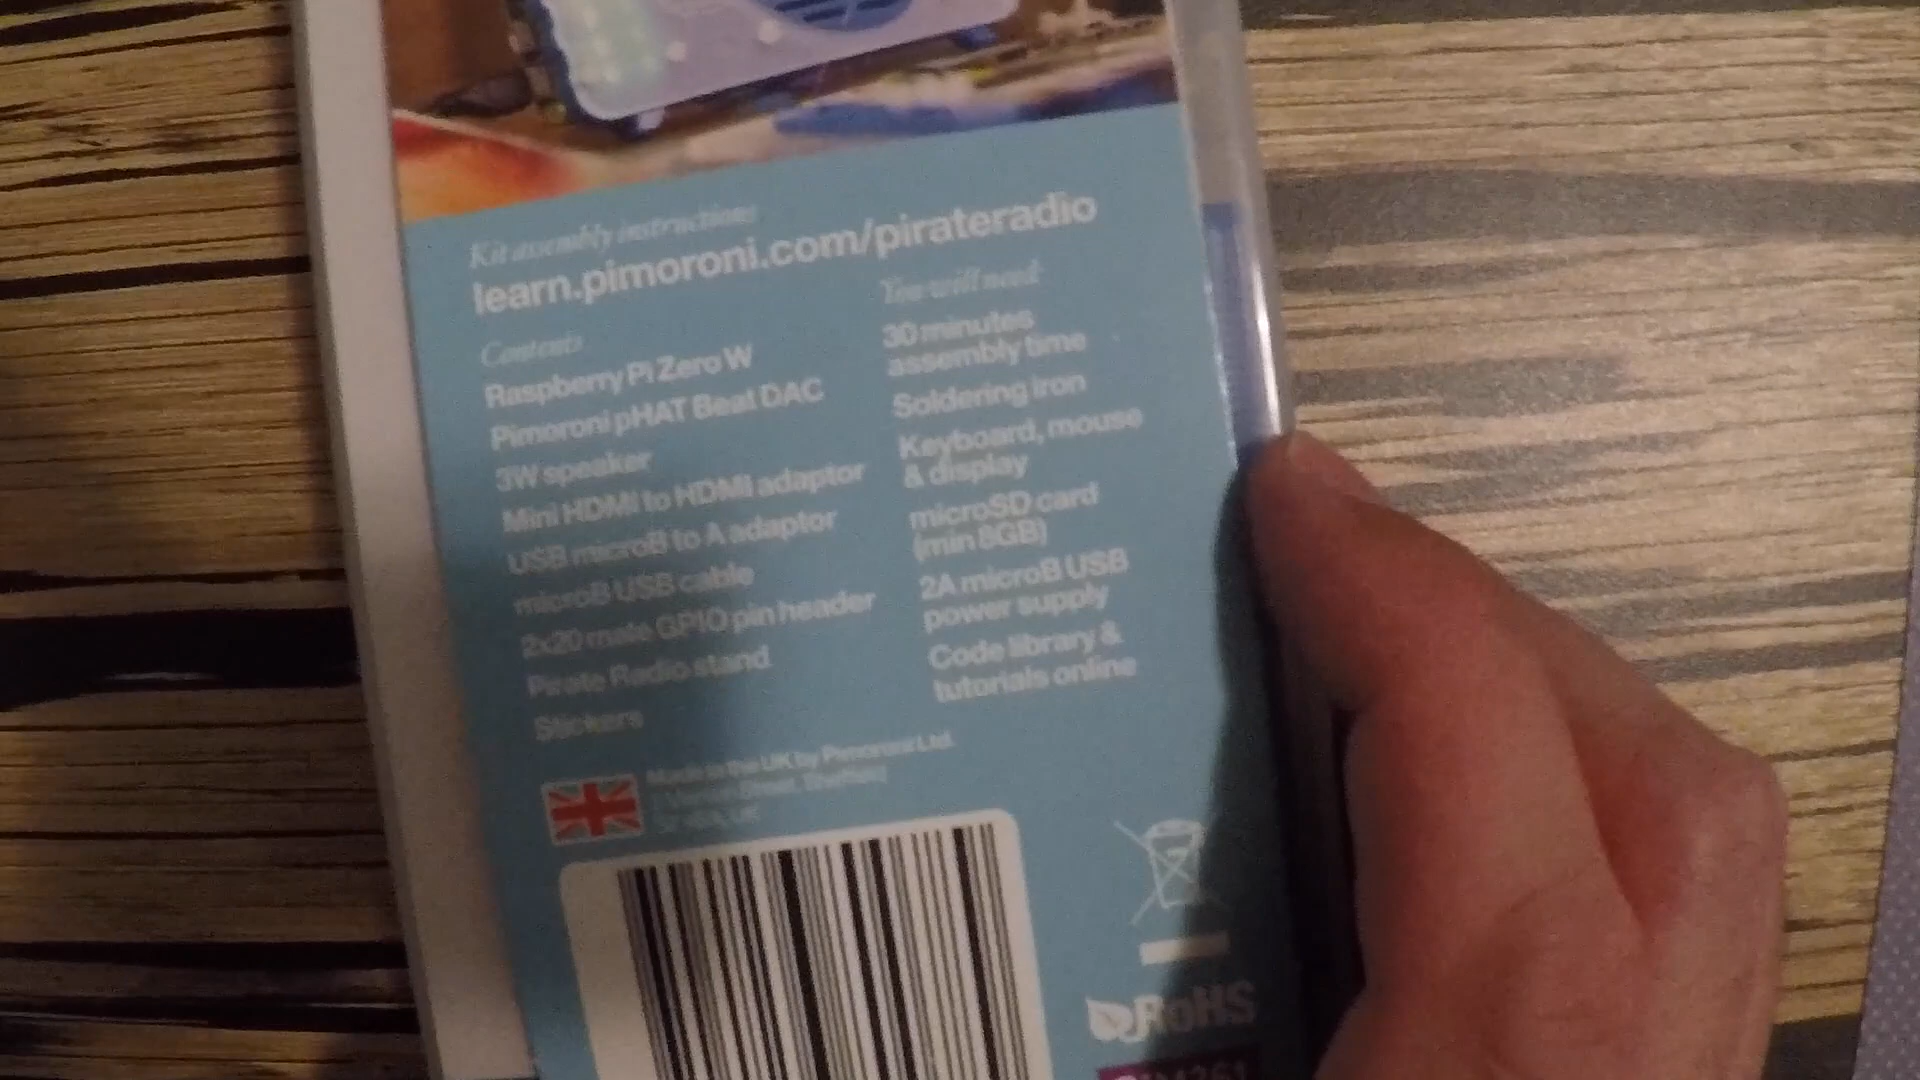 Kit assembly instructions
learn.pimoroni.com/pirateradio
Contents
Raspberry Pi Zero W
Pimoroni pHAT Beat DAC
3W speaker
Mini HDMI to HDMI adaptor
USB microB to A adaptor
microB USB cable
2x20 male GPIO pin header
Pirate Radio stand
Stickers
You will need
30 minutes
assembly time
Soldering iron
Keyboard, mouse
& display
microSD card
(min 8GB)
2A microB USB
power supply
Code library &
tutorials online
Made in the UK by Pimoroni Ltd.
Street, Sheffield
RoHS